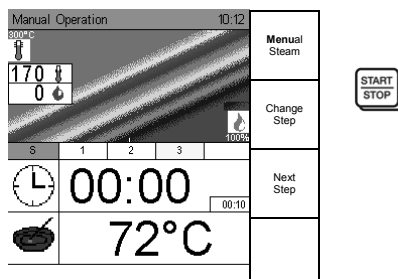 Manual Operation 10:12
300°C
170
0
100%
S 1 2 3
00:00
00:10
72°C
Menual
Steam
Change
Step
Next
Step
START
STOP